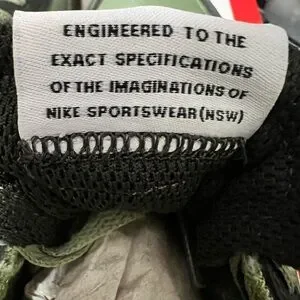 ENGINEERED TO THE
EXACT SPECIFICATIONS
OF THE IMAGINATIONS OF
NIKE SPORTSWEAR (NSW)